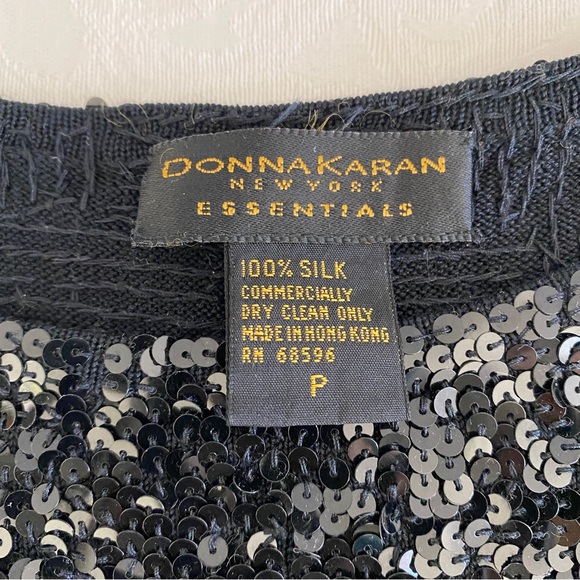 DONNAKARAN
NEW YORK
ESSENTIALS
100% SILK
COMMERCIALLY
DRY CLEAN ONLY
MADE IN HONG KONG
RN 68596
P